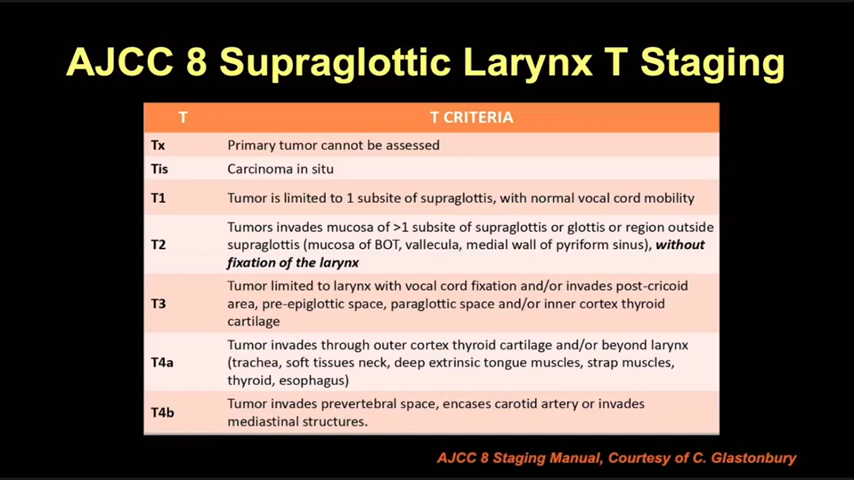 AJCC 8 Supraglottic Larynx T Staging
T T CRITERIA
Tx Primary tumor cannot be assessed
Tis Carcinoma in situ
T1 Tumor is limited to 1 subsite of supraglottis, with normal vocal cord mobility
Tumors invades mucosa of >1 subsite of supraglottis or glottis or region outside
T2 supraglottis (mucosa of BOT, vallecula, medial wall of pyriform sinus), without
fixation of the larynx
Tumor limited to larynx with vocal cord fixation and/or invades post-cricoid
T3 area, pre-epiglottic space, paraglottic space and/or inner cortex thyroid
cartilage
Tumor invades through outer cortex thyroid cartilage and/or beyond larynx
T4a (trachea, soft tissues neck, deep extrinsic tongue muscles, strap muscles,
thyroid, esophagus)
T4b Tumor invades prevertebral space, encases carotid artery or invades
mediastinal structures.
AJCC 8 Staging Manual, Courtesy of C. Glastonbury